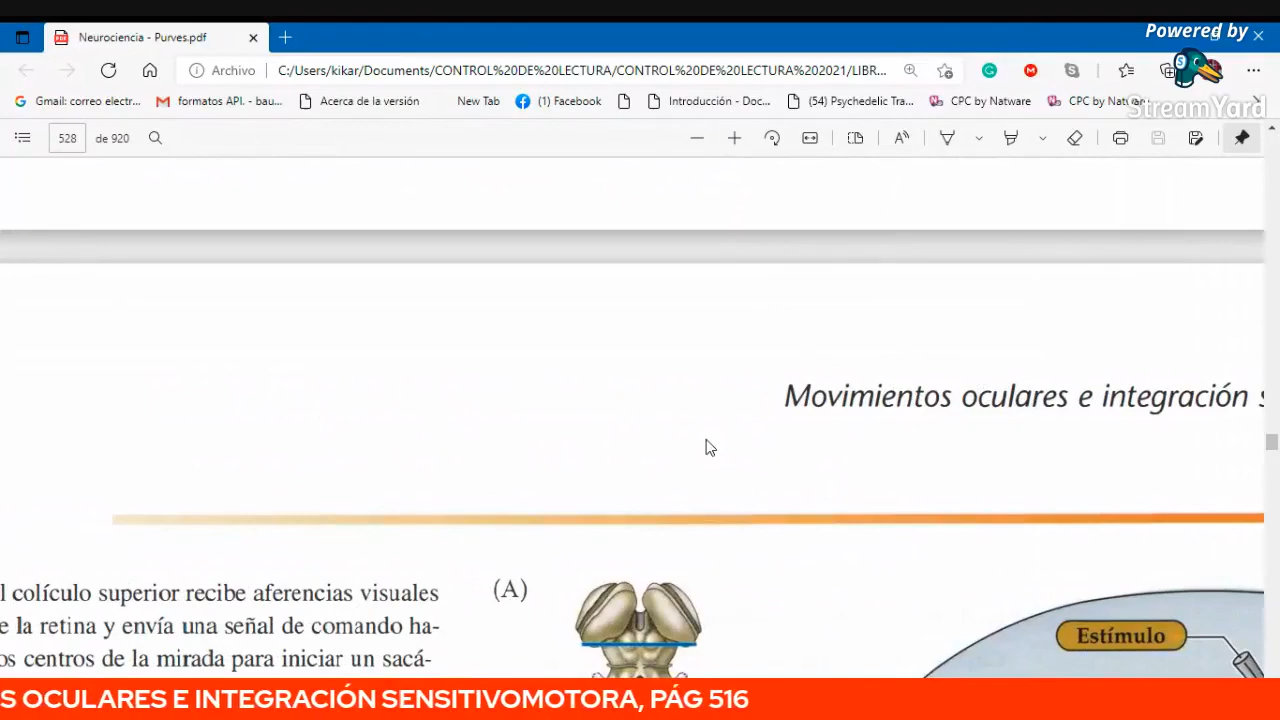 Powered by
StreamYard
Neurociencia - Purves.pdf
Archivo
C:/Users/kikar/Documents/CONTROL%20DE%20LECTURA/CONTROL%20DE%20LECTURA%202021/LIBR...
Gmail: correo electr...
formatos API. - bau...
Acerca de la versión
New Tab
(1) Facebook
Introducción - Doc...
(54) Psychedelic Tra...
CPC by Natware
528
de 920
Movimientos oculares e integración s
l colículo superior recibe aferencias visuales
e la retina y envía una señal de comando ha-
os centros de la mirada para iniciar un sacá-
(A)
Estímulo
S OCULARES E INTEGRACIÓN SENSITIVOMOTORA, PÁG 516